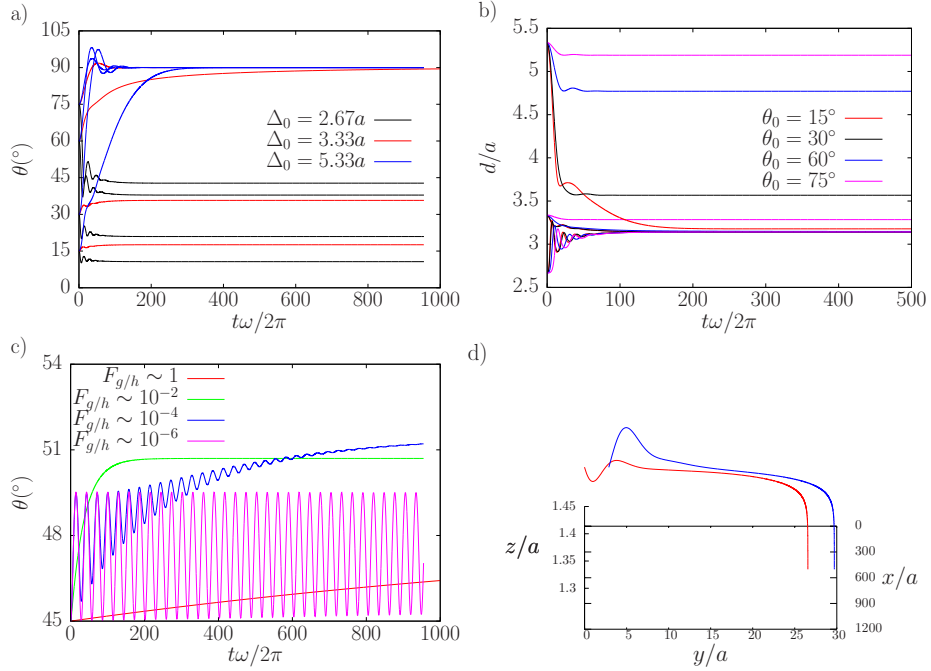 a)
105
90
75
60
45
30
15
0
θ(°)
Δ₀ = 2.67a
Δ₀ = 3.33a
Δ₀ = 5.33a
0 200 400 600 800 1000
tω/2π
b)
5.5
5
4.5
4
3.5
3
2.5
d/a
θ₀ = 15°
θ₀ = 30°
θ₀ = 60°
θ₀ = 75°
0 100 200 300 400 500
tω/2π
c)
54
51
48
45
θ(°)
F_{g/h} ∼ 1
F_{g/h} ∼ 10⁻²
F_{g/h} ∼ 10⁻⁴
F_{g/h} ∼ 10⁻⁶
0 200 400 600 800 1000
tω/2π
d)
1.45
1.4
1.35
1.3
z/a
0
300
600
900
1200
x/a
0 5 10 15 20 25 30
y/a